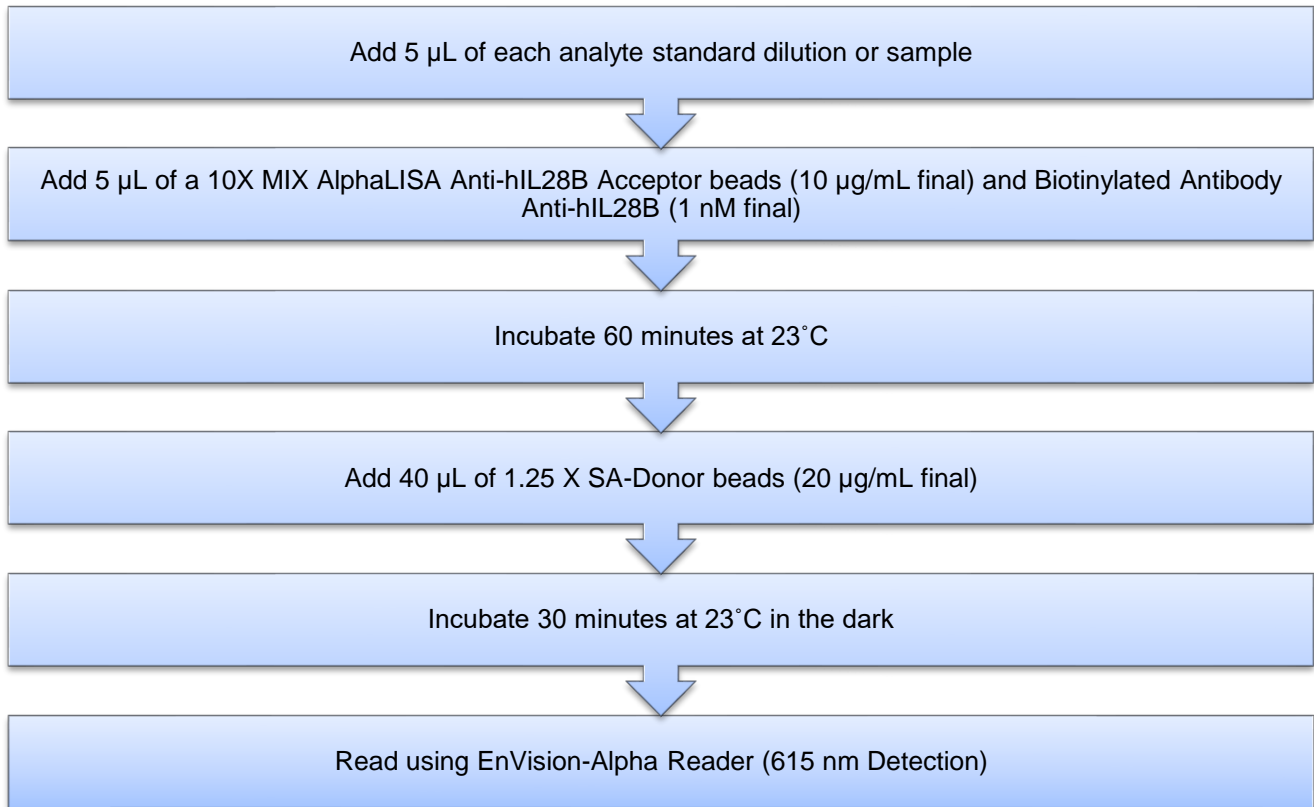 Add 5 µL of each analyte standard dilution or sample
Add 5 µL of a 10X MIX AlphaLISA Anti-hIL28B Acceptor beads (10 µg/mL final) and Biotinylated Antibody
Anti-hIL28B (1 nM final)
Incubate 60 minutes at 23˚C
Add 40 µL of 1.25 X SA-Donor beads (20 µg/mL final)
Incubate 30 minutes at 23˚C in the dark
Read using EnVision-Alpha Reader (615 nm Detection)